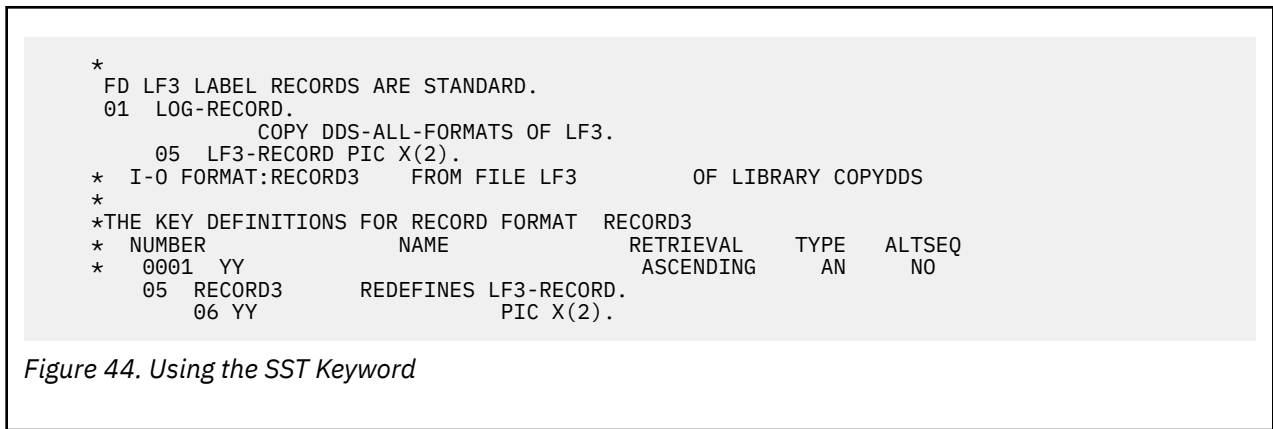 *
FD LF3 LABEL RECORDS ARE STANDARD.
01 LOG-RECORD.
COPY DDS-ALL-FORMATS OF LF3.
05 LF3-RECORD PIC X(2).
* I-O FORMAT:RECORD3 FROM FILE LF3 OF LIBRARY COPYDDS
*
*THE KEY DEFINITIONS FOR RECORD FORMAT RECORD3
* NUMBER NAME RETRIEVAL TYPE ALTSEQ
* 0001 YY ASCENDING AN NO
05 RECORD3 REDEFINES LF3-RECORD.
06 YY PIC X(2).
Figure 44. Using the SST Keyword